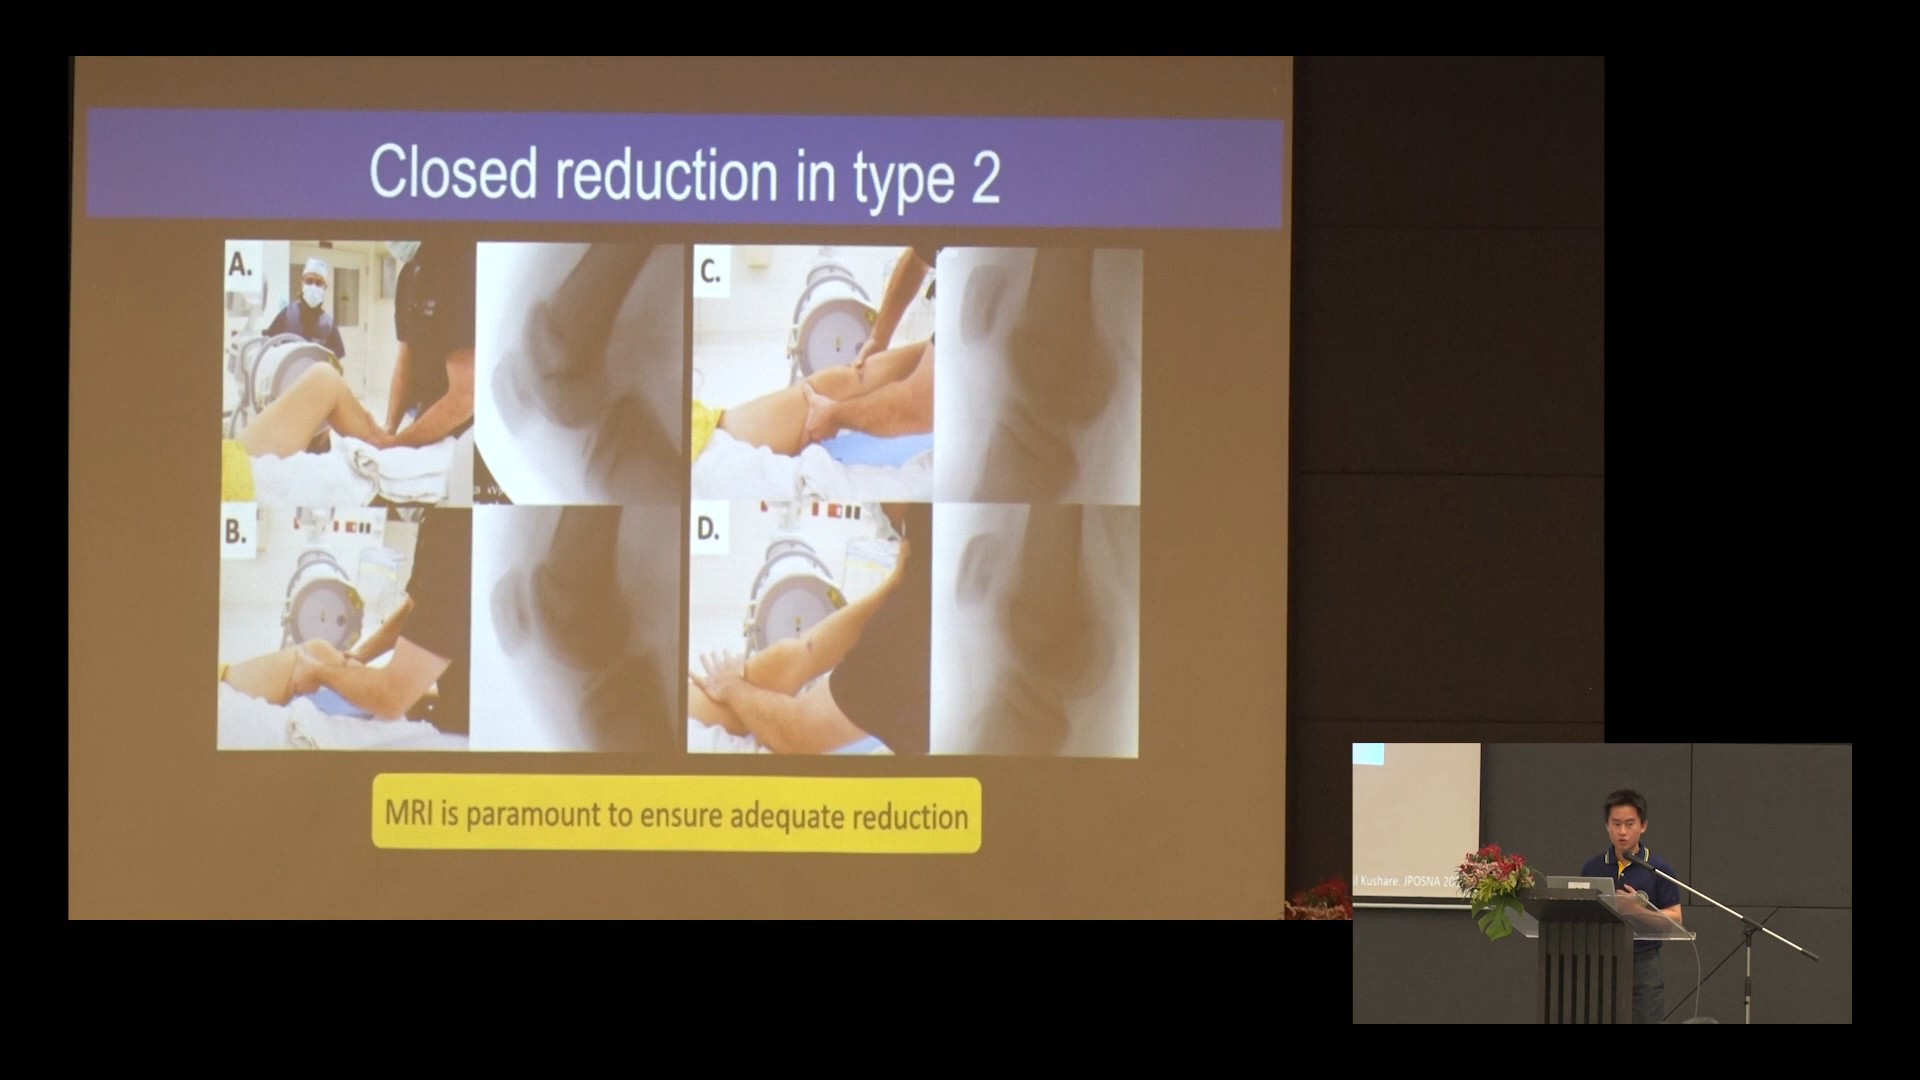 Closed reduction in type 2
A.
C.
B.
D.
MRI is paramount to ensure adequate reduction
Kushare. JPOSNA